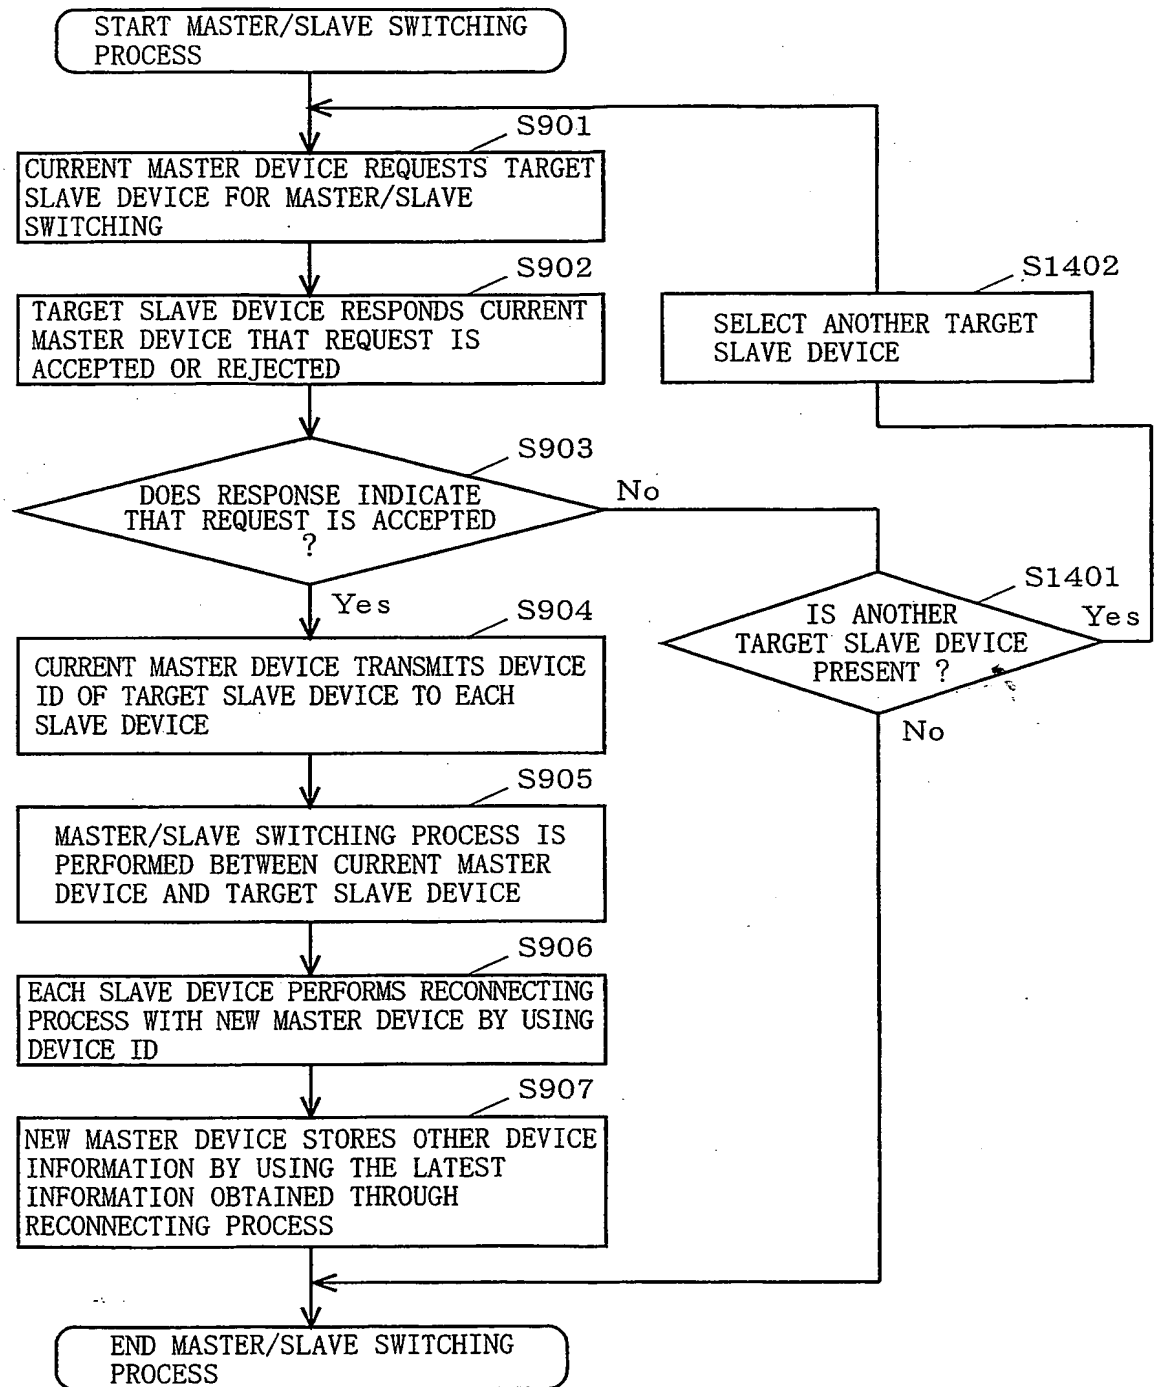 START MASTER/SLAVE SWITCHING
PROCESS
S901
CURRENT MASTER DEVICE REQUESTS TARGET
SLAVE DEVICE FOR MASTER/SLAVE
SWITCHING
S902
TARGET SLAVE DEVICE RESPONDS CURRENT
MASTER DEVICE THAT REQUEST IS
ACCEPTED OR REJECTED
S1402
SELECT ANOTHER TARGET
SLAVE DEVICE
S903
DOES RESPONSE INDICATE
THAT REQUEST IS ACCEPTED
?
No
Yes
S1401
IS ANOTHER
TARGET SLAVE DEVICE
PRESENT ?
Yes
No
S904
CURRENT MASTER DEVICE TRANSMITS DEVICE
ID OF TARGET SLAVE DEVICE TO EACH
SLAVE DEVICE
S905
MASTER/SLAVE SWITCHING PROCESS IS
PERFORMED BETWEEN CURRENT MASTER
DEVICE AND TARGET SLAVE DEVICE
S906
EACH SLAVE DEVICE PERFORMS RECONNECTING
PROCESS WITH NEW MASTER DEVICE BY USING
DEVICE ID
S907
NEW MASTER DEVICE STORES OTHER DEVICE
INFORMATION BY USING THE LATEST
INFORMATION OBTAINED THROUGH
RECONNECTING PROCESS
END MASTER/SLAVE SWITCHING
PROCESS